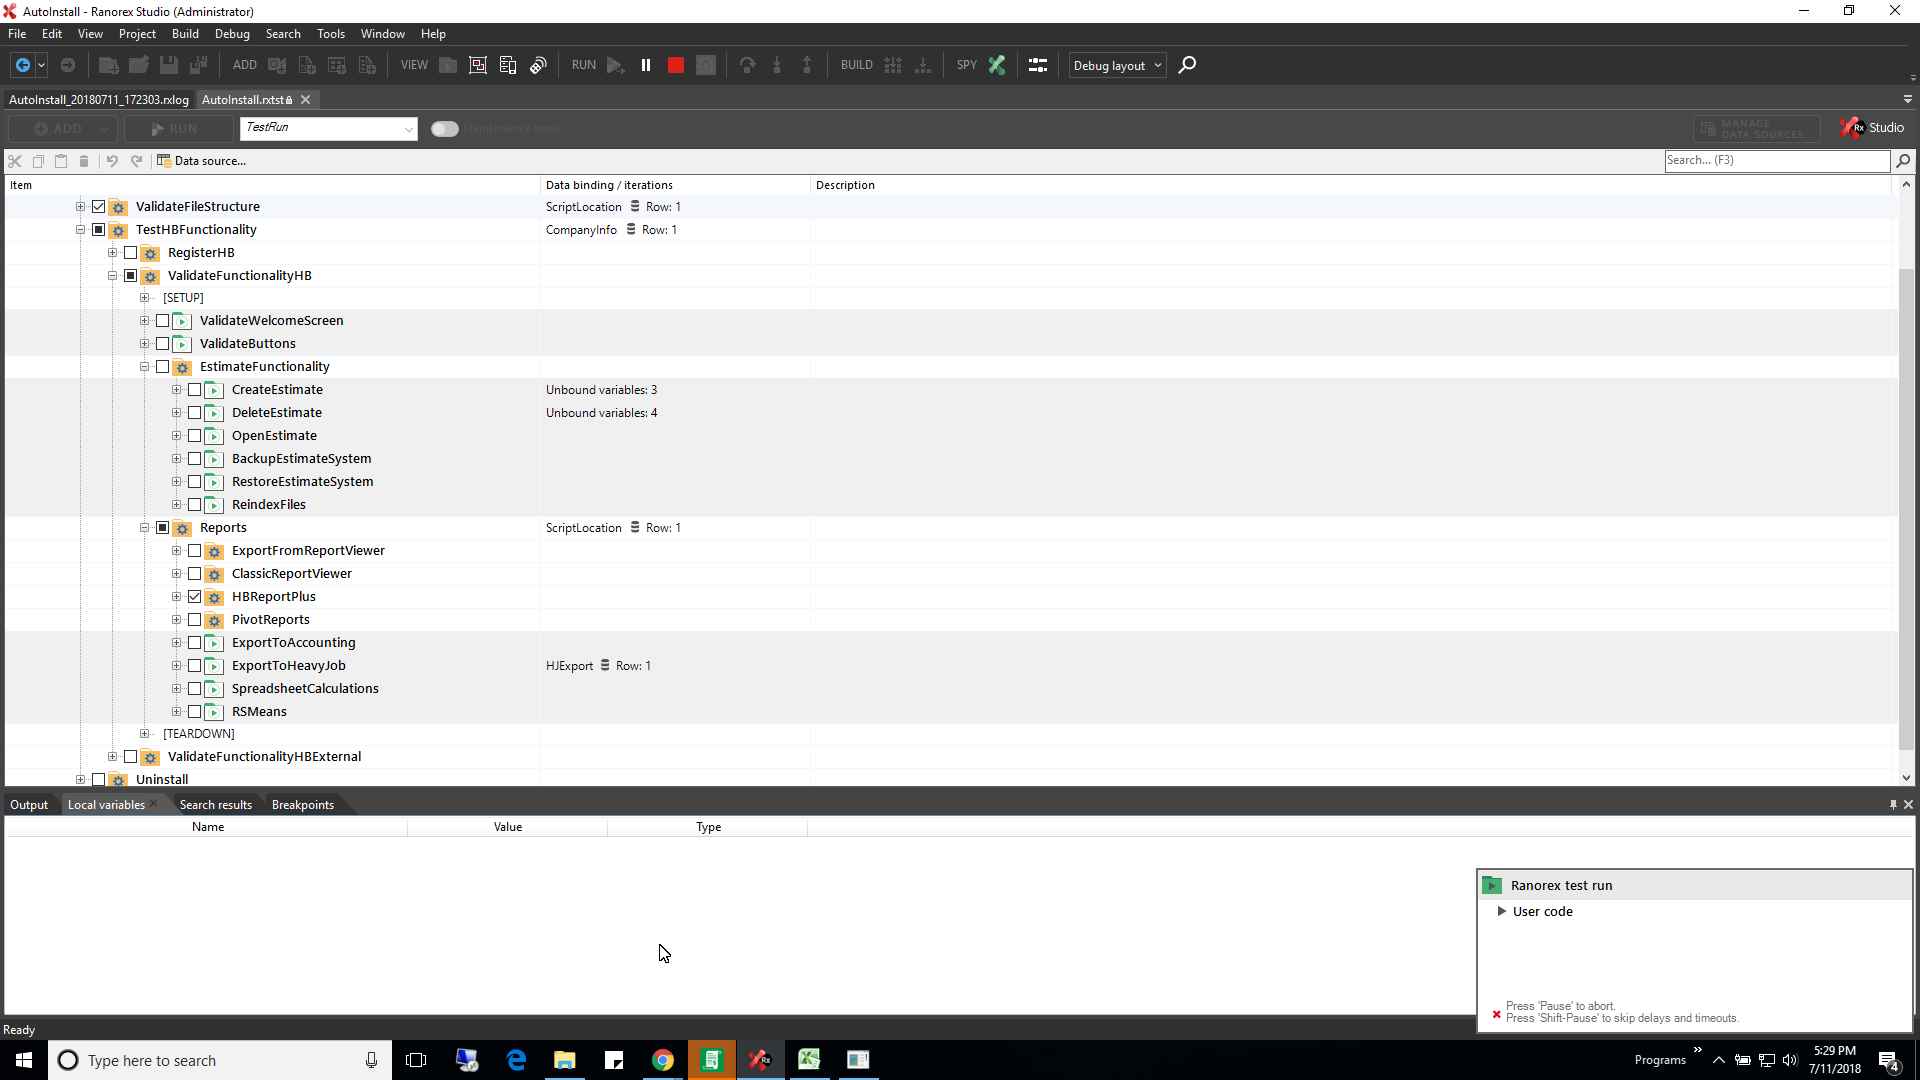 AutoInstall - Ranorex Studio (Administrator)
File Edit View Project Build Debug Search Tools Window Help
ADD VIEW RUN BUILD SPY Debug layout
AutoInstall_20180711_172303.rxlog AutoInstall.rxtst
ADD RUN TestRun Maintenance mode MANAGE DATA SOURCES Rx Studio
Data source... Search... (F3)
Item Data binding / iterations Description
ValidateFileStructure ScriptLocation Row: 1
TestHBFunctionality CompanyInfo Row: 1
RegisterHB
ValidateFunctionalityHB
[SETUP]
ValidateWelcomeScreen
ValidateButtons
EstimateFunctionality
CreateEstimate Unbound variables: 3
DeleteEstimate Unbound variables: 4
OpenEstimate
BackupEstimateSystem
RestoreEstimateSystem
ReindexFiles
Reports ScriptLocation Row: 1
ExportFromReportViewer
ClassicReportViewer
HBReportPlus
PivotReports
ExportToAccounting
ExportToHeavyJob HJExport Row: 1
SpreadsheetCalculations
RSMeans
[TEARDOWN]
ValidateFunctionalityHBExternal
Uninstall
Output Local variables Search results Breakpoints
Name Value Type
Ranorex test run
User code
Press 'Pause' to abort.
Press 'Shift-Pause' to skip delays and timeouts.
Ready
Type here to search
Programs
5:29 PM
7/11/2018
4